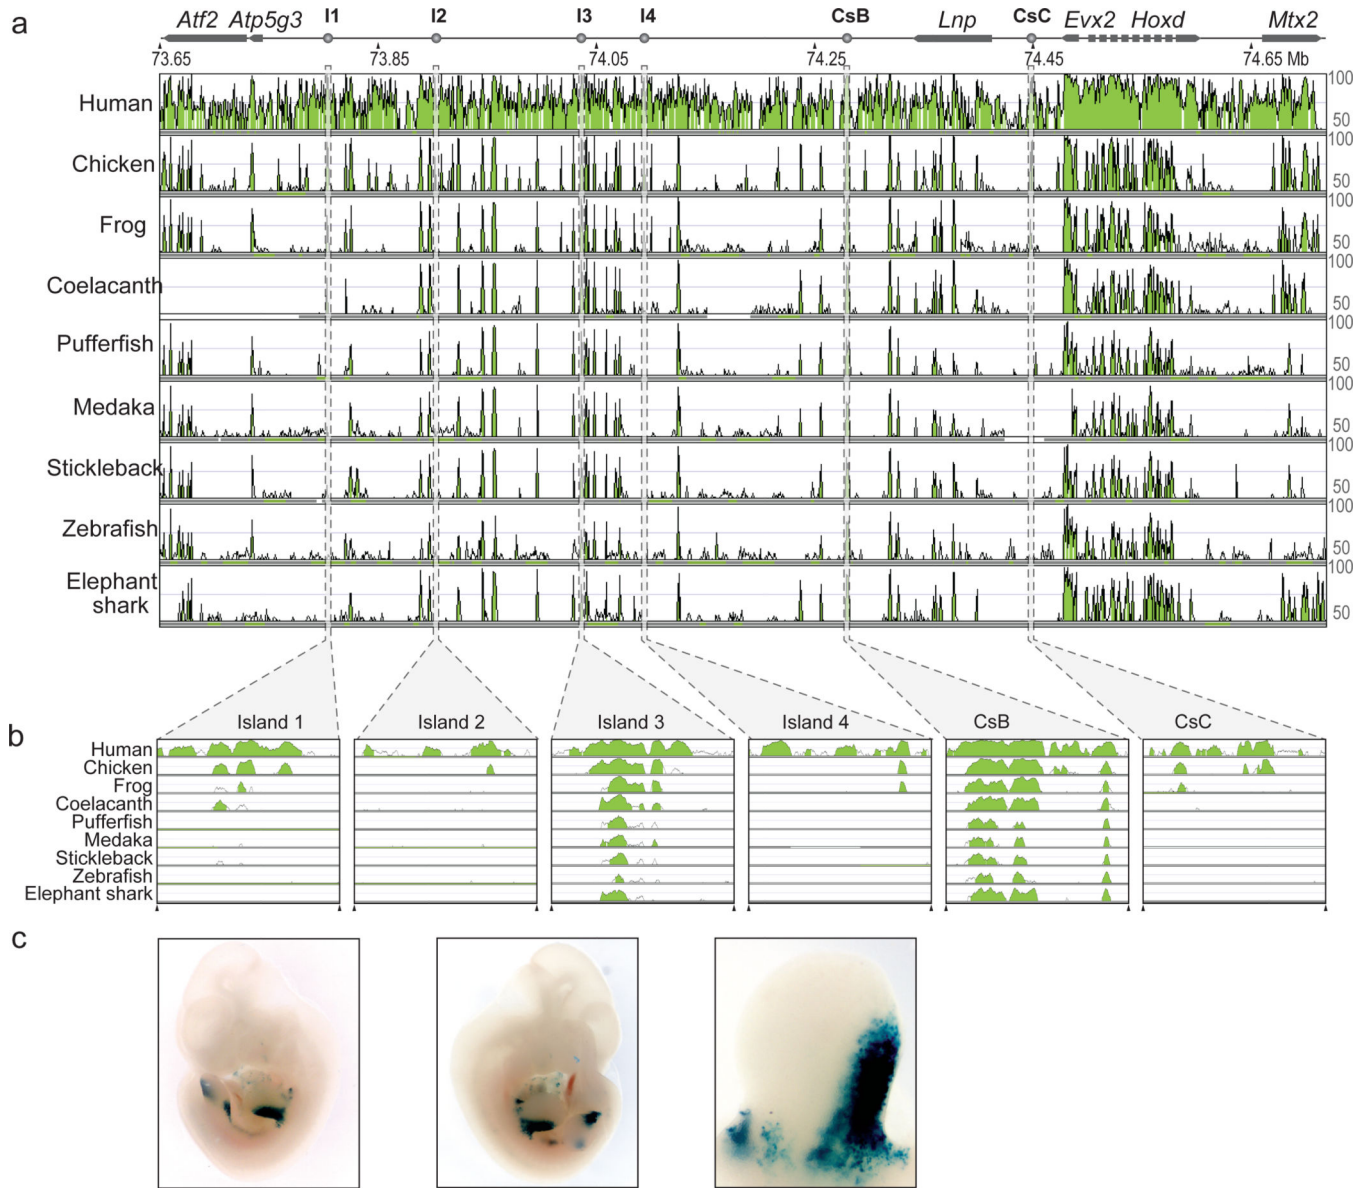 a
Atf2 Atp5g3 I1 I2 I3 I4 CsB Lnp CsC Evx2 Hoxd Mtx2
73.65 73.85 74.05 74.25 74.45 74.65 Mb
Human 100
50
Chicken 100
50
Frog 100
50
Coelacanth 100
50
Pufferfish 100
50
Medaka 100
50
Stickleback 100
50
Zebrafish 100
50
Elephant 100
shark 50
b
Island 1 Island 2 Island 3 Island 4 CsB CsC
Human
Chicken
Frog
Coelacanth
Pufferfish
Medaka
Stickleback
Zebrafish
Elephant shark
c